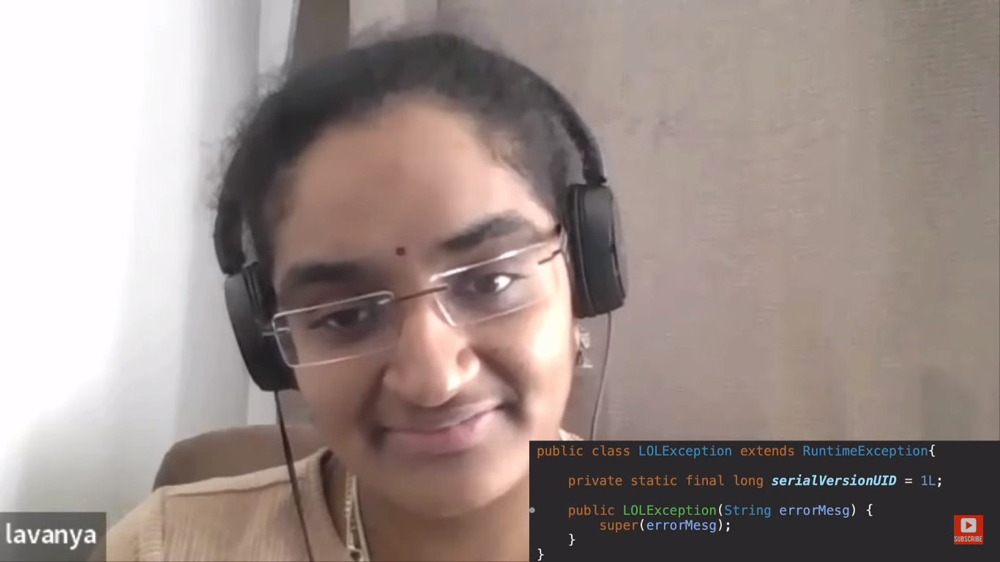 public class LOLException extends RuntimeException{
private static final long serialVersionUID = 1L;
public LOLException(String errorMesg) {
super(errorMesg);
}
}
SUBSCRIBE
lavanya